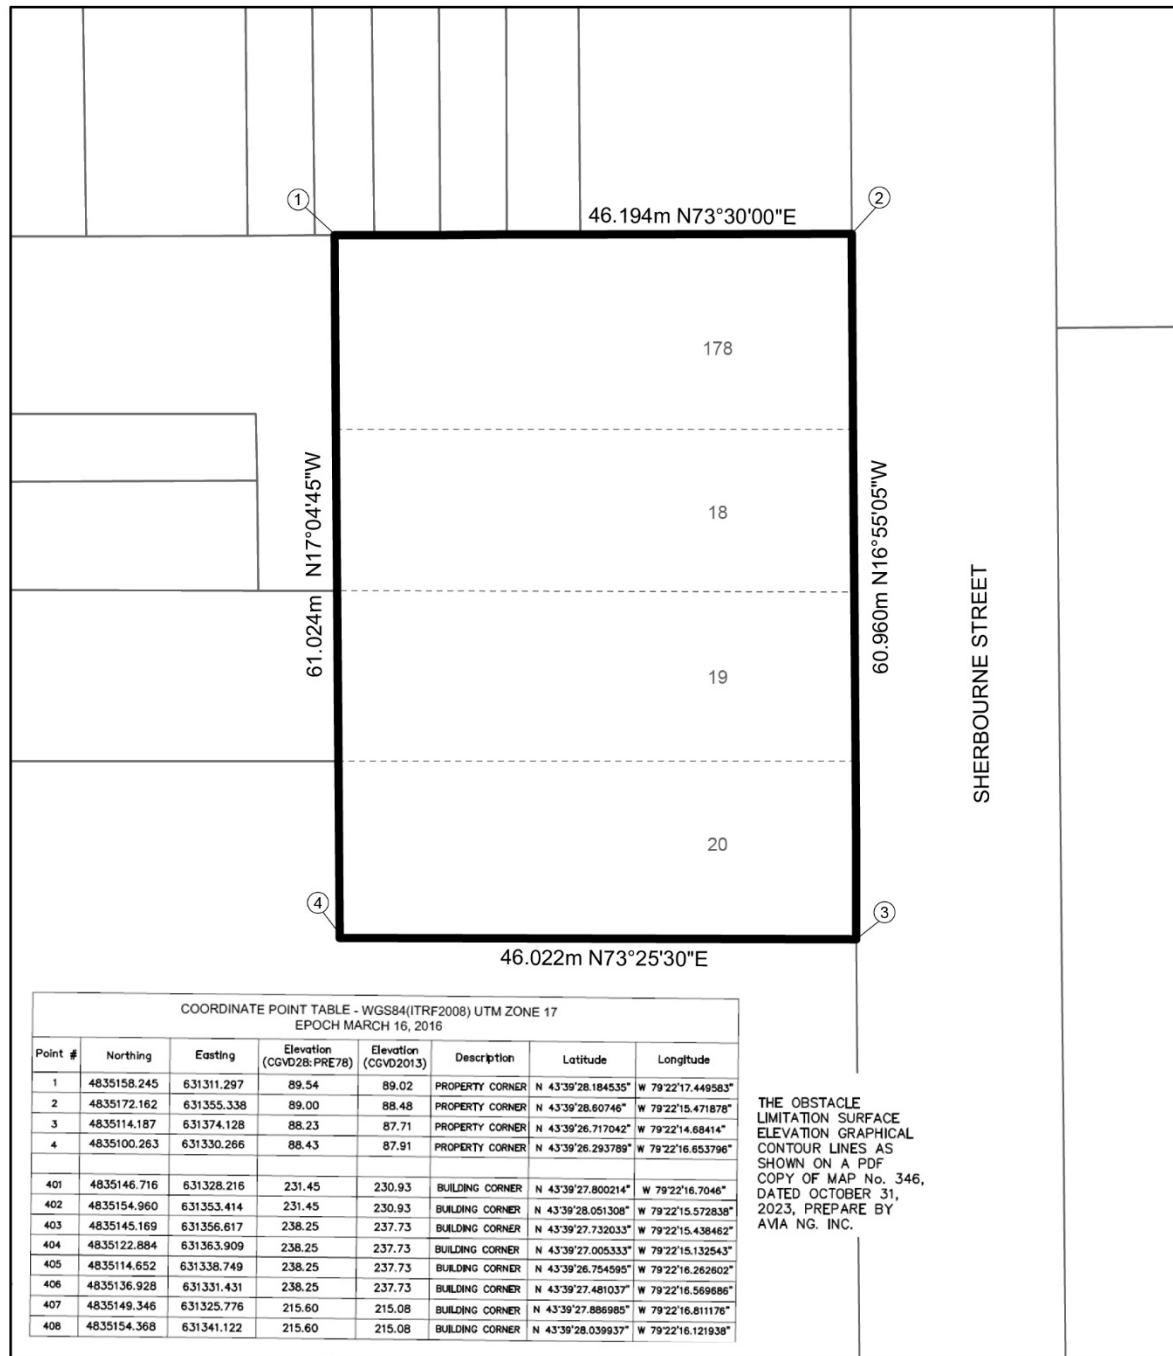 1
2
46.194m N73°30'00"E
178
18
61.024m N17°04'45"W
60.960m N16°55'05"W
SHERBOURNE STREET
19
20
4
3
46.022m N73°25'30"E
COORDINATE POINT TABLE - WGS84(ITRF2008) UTM ZONE 17
EPOCH MARCH 16, 2016
Point # Northing Easting Elevation (CGVD28:PRE78) Elevation (CGVD2013) Description Latitude Longitude
1 4835158.245 631311.297 89.54 89.02 PROPERTY CORNER N 43°39'28.184535" W 79°22'17.449583"
2 4835172.162 631355.338 89.00 88.48 PROPERTY CORNER N 43°39'28.60746" W 79°22'15.471878"
3 4835114.187 631374.128 88.23 87.71 PROPERTY CORNER N 43°39'26.717042" W 79°22'14.68414"
4 4835100.263 631330.266 88.43 87.91 PROPERTY CORNER N 43°39'26.293789" W 79°22'16.653796"
401 4835146.716 631328.216 231.45 230.93 BUILDING CORNER N 43°39'27.800214" W 79°22'16.7046"
402 4835154.960 631353.414 231.45 230.93 BUILDING CORNER N 43°39'28.051308" W 79°22'15.572838"
403 4835145.169 631356.617 238.25 237.73 BUILDING CORNER N 43°39'27.732033" W 79°22'15.438462"
404 4835122.884 631363.909 238.25 237.73 BUILDING CORNER N 43°39'27.005333" W 79°22'15.132543"
405 4835114.652 631338.749 238.25 237.73 BUILDING CORNER N 43°39'26.754595" W 79°22'16.262602"
406 4835136.928 631331.431 238.25 237.73 BUILDING CORNER N 43°39'27.481037" W 79°22'16.569686"
407 4835149.346 631325.776 215.60 215.08 BUILDING CORNER N 43°39'27.886985" W 79°22'16.811176"
408 4835154.368 631341.122 215.60 215.08 BUILDING CORNER N 43°39'28.039937" W 79°22'16.121938"
THE OBSTACLE
LIMITATION SURFACE
ELEVATION GRAPHICAL
CONTOUR LINES AS
SHOWN ON A PDF
COPY OF MAP No. 346,
DATED OCTOBER 31,
2023, PREPARE BY
AVIA NG. INC.